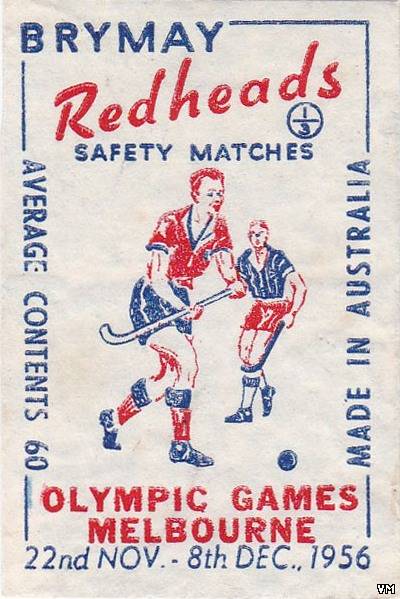 BRYMAY
Redheads
1/3
SAFETY MATCHES
AVERAGE CONTENTS 60
MADE IN AUSTRALIA
OLYMPIC GAMES
MELBOURNE
22nd NOV. - 8th DEC., 1956
VM